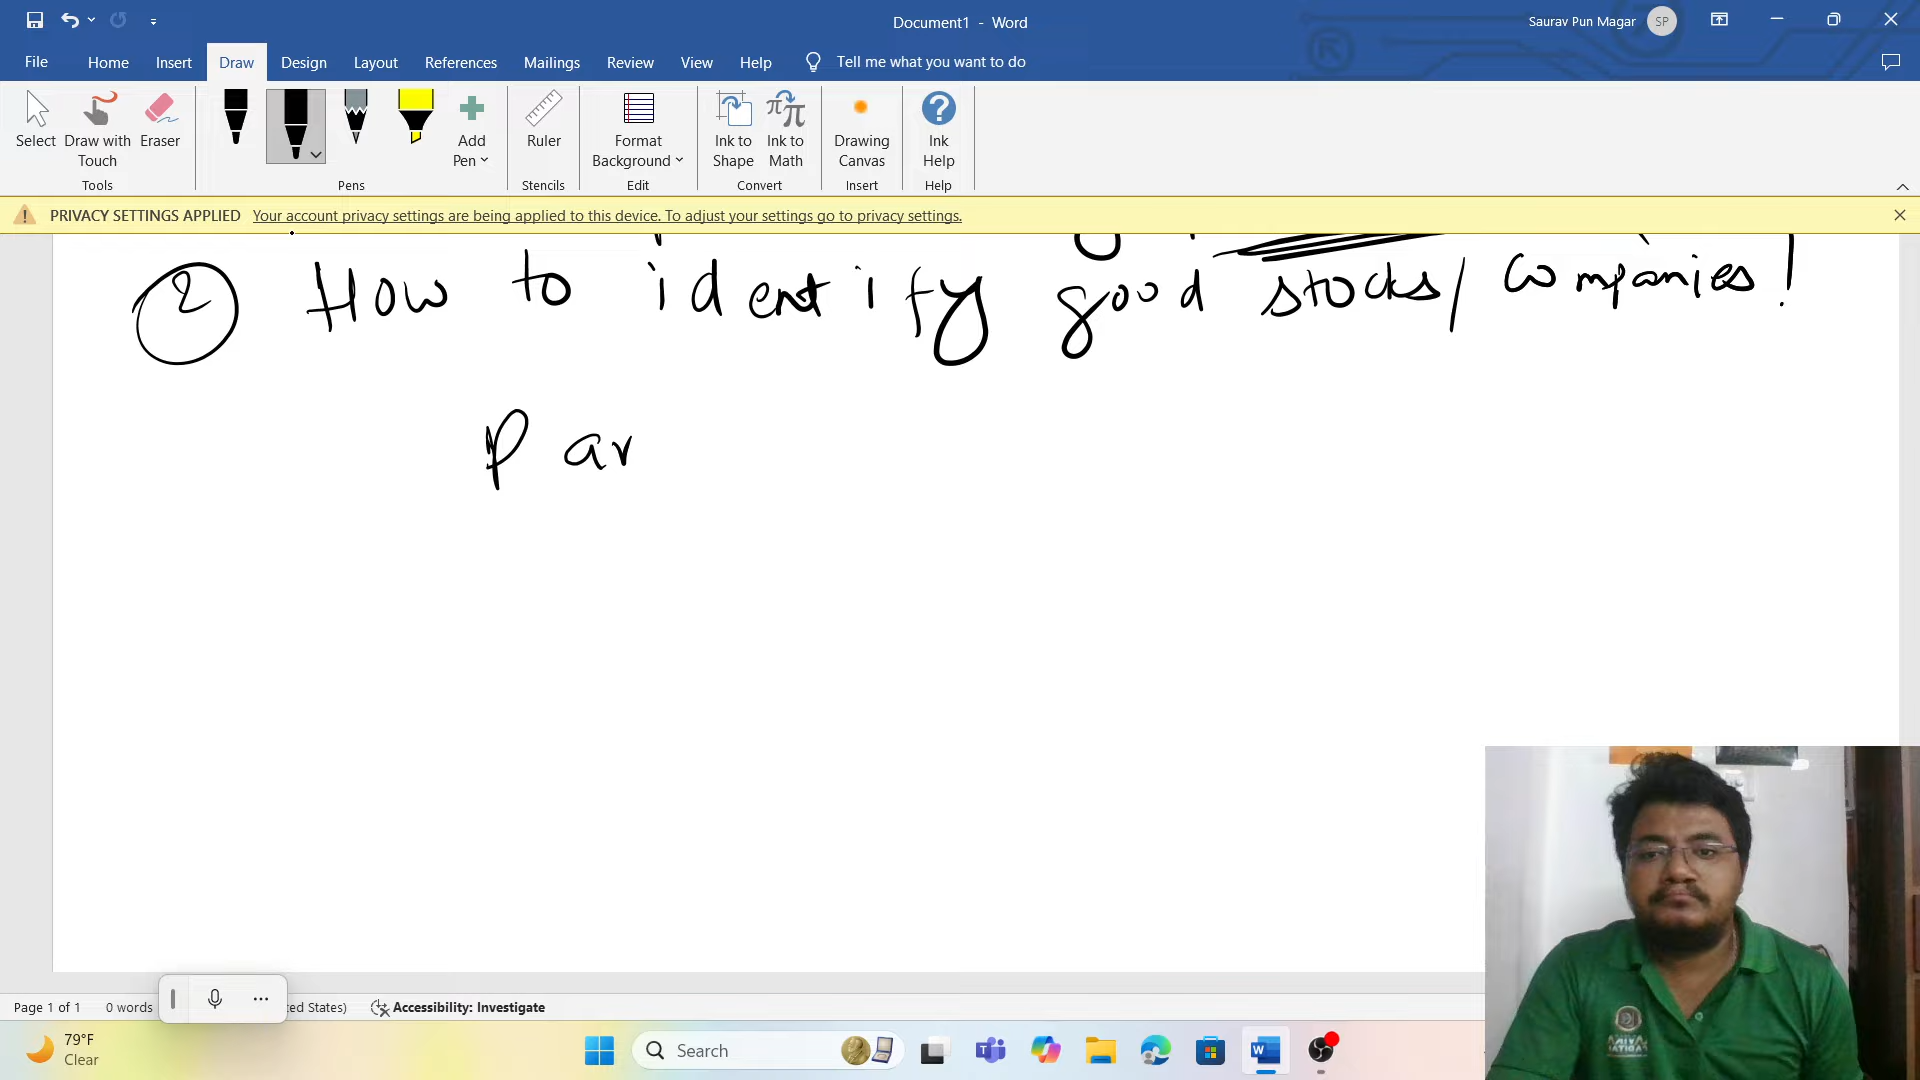 Document1 - Word
Saurav Pun Magar
SP
File Home Insert Draw Design Layout References Mailings Review View Help Tell me what you want to do
Select
Draw with Touch
Eraser
Add Pen
Ruler
Format Background
Ink to Shape
Ink to Math
Drawing Canvas
Ink Help
Tools Pens Stencils Edit Convert Insert Help
PRIVACY SETTINGS APPLIED Your account privacy settings are being applied to this device. To adjust your settings go to privacy settings.
2 How to identify good stocks/ companies!
Par
Page 1 of 1 0 words ed States) Accessibility: Investigate
79°F
Clear
Search